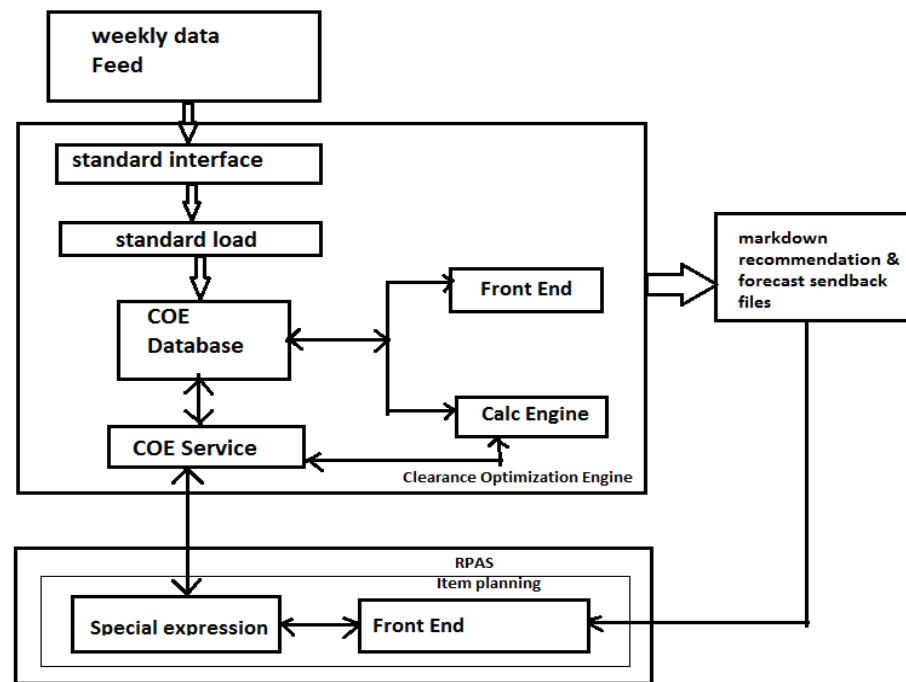 weekly data
Feed
standard interface
standard load
COE
Database
Front End
Calc Engine
COE Service
Clearance Optimization Engine
markdown
recommendation &
forecast sendback
files
RPAS
Item planning
Special expression
Front End